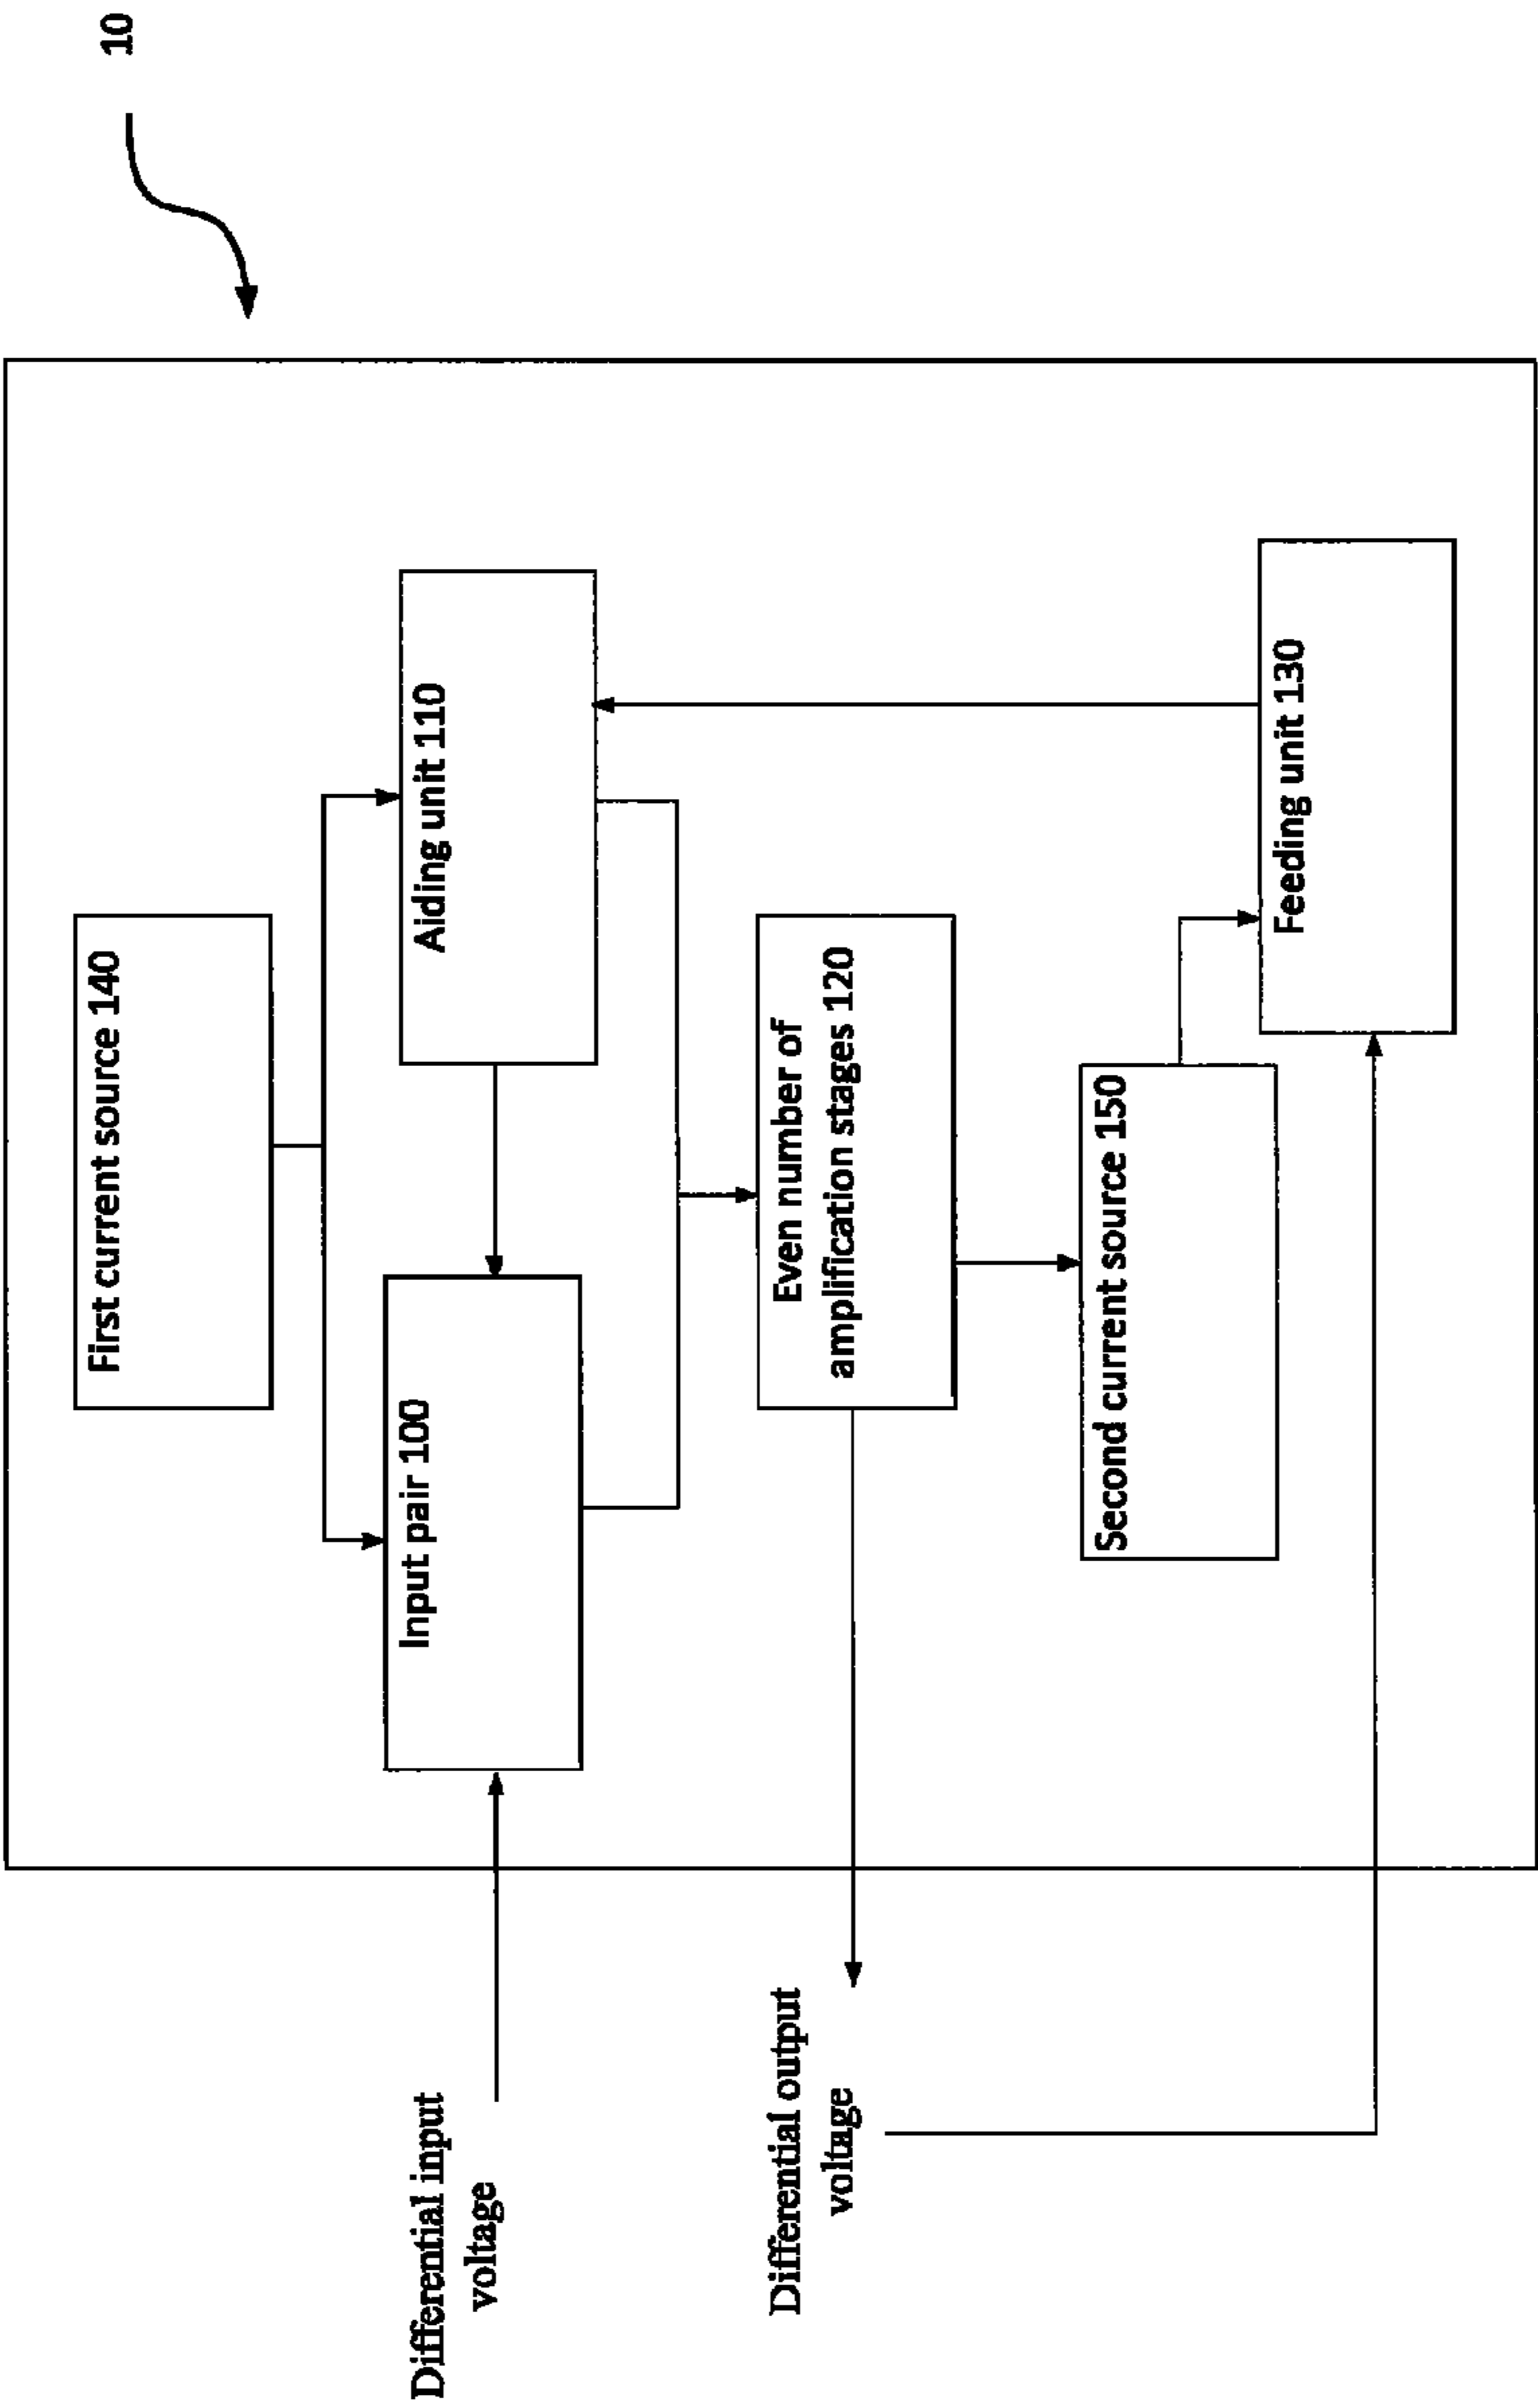 10
First current source 140
Input pair 100
Aiding unit 110
Differential input
voltage
Even number of
amplification stages 120
Differential output
voltage
Second current source 150
Feeding unit 130